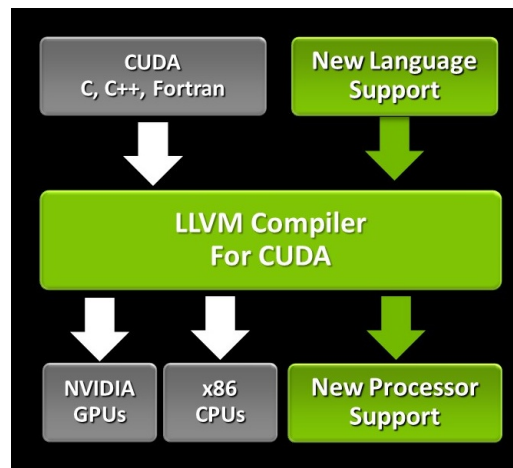 CUDA
C, C++, Fortran
New Language
Support
LLVM Compiler
For CUDA
NVIDIA
GPUs
x86
CPUs
New Processor
Support